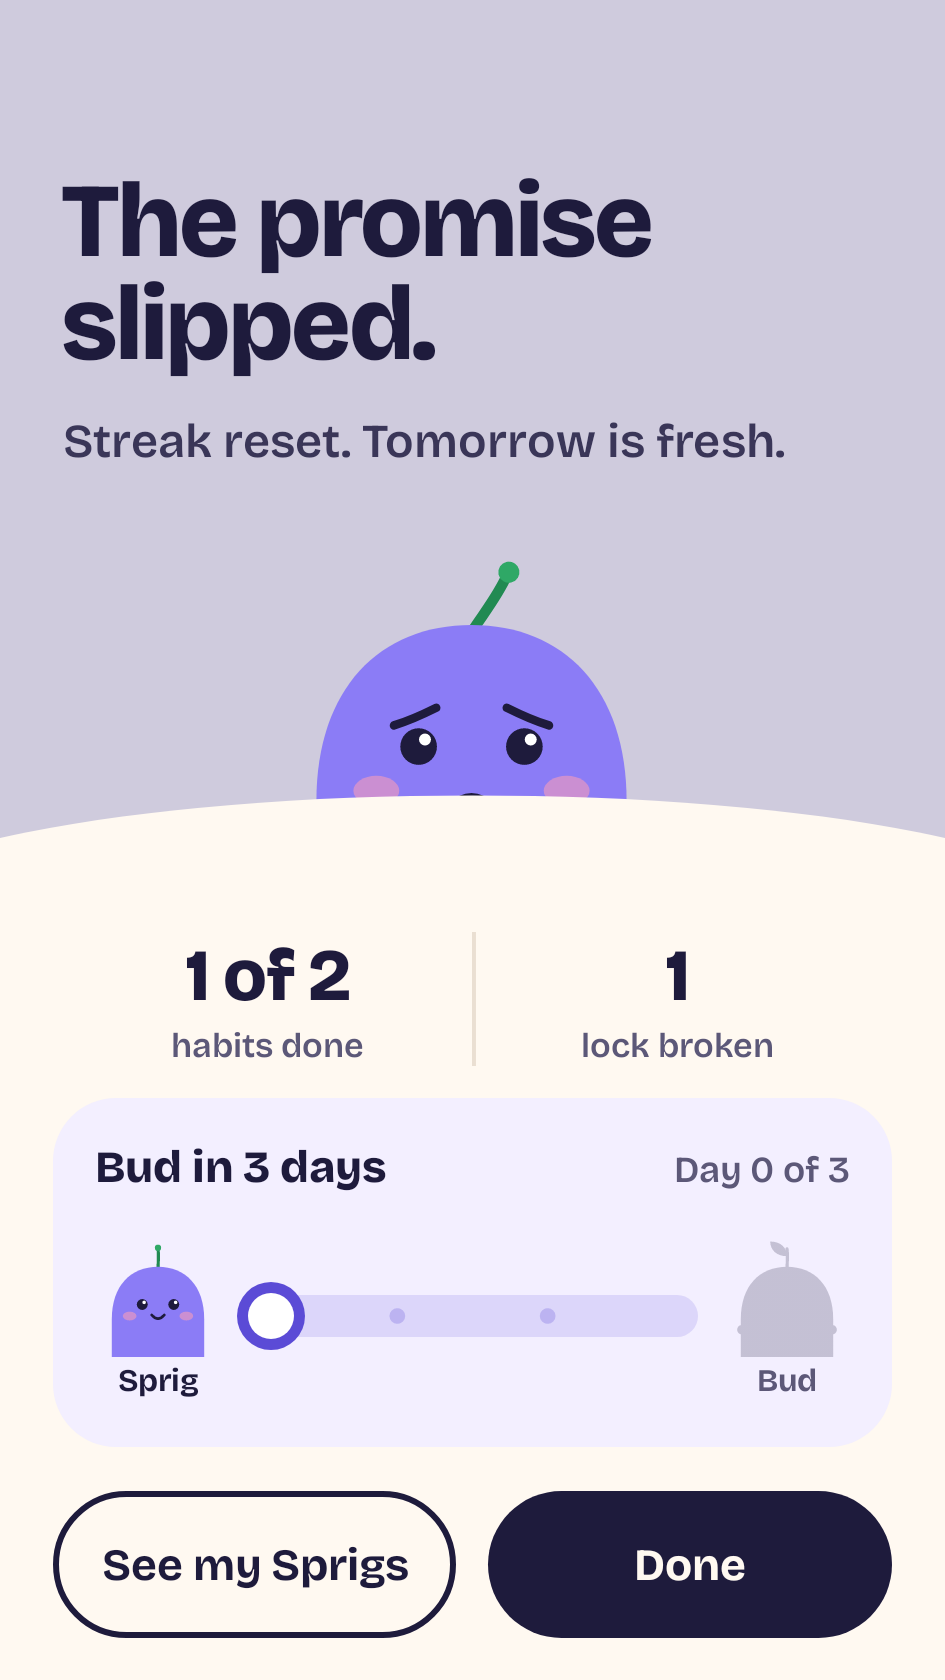 The promise
slipped.
Streak reset. Tomorrow is fresh.
1 of 2
habits done
1
lock broken
Bud in 3 days
Day 0 of 3
Sprig
Bud
See my Sprigs
Done